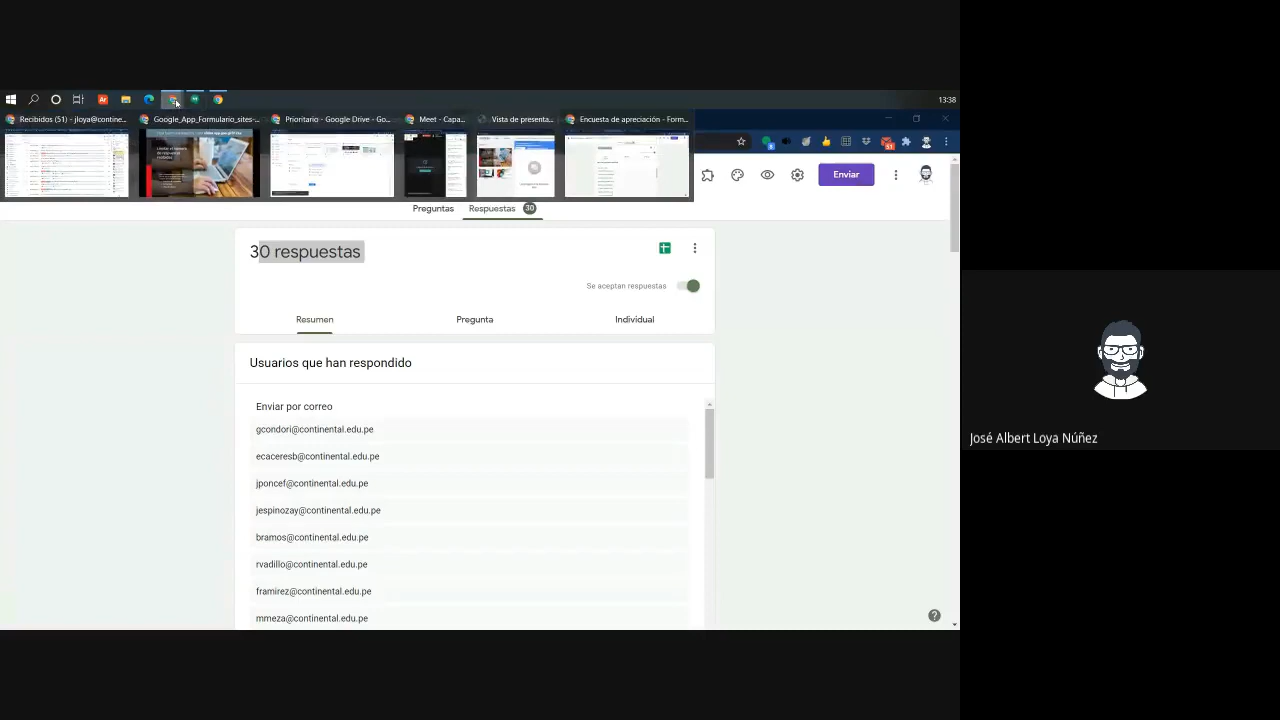 13:38
Recibidos (51) - jloya@contine...
Google_App_Formulario_sites-...
Prioritario - Google Drive - Go...
Meet - Capa...
Vista de presenta...
Encuesta de apreciación - Form...
Enviar
Preguntas
Respuestas 30
30 respuestas
Se aceptan respuestas
Resumen
Pregunta
Individual
Usuarios que han respondido
Enviar por correo
gcondori@continental.edu.pe
ecaceresb@continental.edu.pe
jponcef@continental.edu.pe
jespinozay@continental.edu.pe
bramos@continental.edu.pe
rvadillo@continental.edu.pe
framirez@continental.edu.pe
mmeza@continental.edu.pe
José Albert Loya Núñez